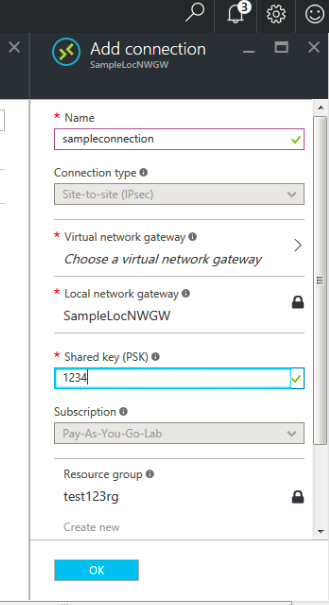 3
Add connection
SampleLocNWGW
* Name
sampleconnection
Connection type
Site-to-site (IPsec)
* Virtual network gateway
Choose a virtual network gateway
* Local network gateway
SampleLocNWGW
* Shared key (PSK)
1234
Subscription
Pay-As-You-Go-Lab
Resource group
test123rg
Create new
OK